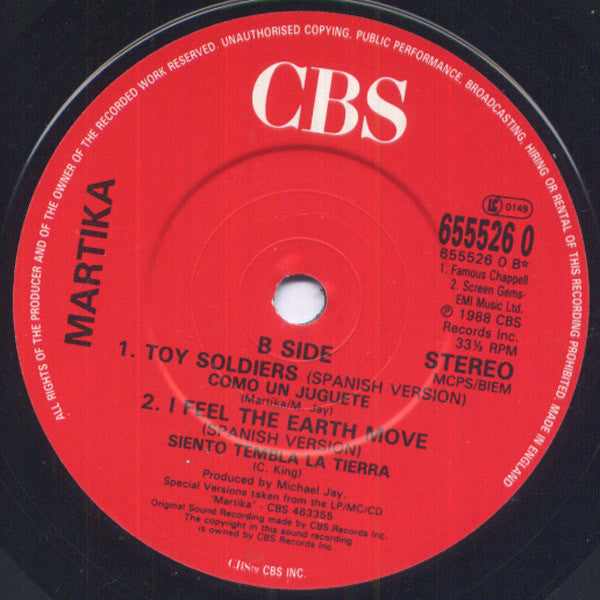 ALL RIGHTS OF THE PRODUCER AND OF THE OWNER OF THE RECORDED WORK RESERVED. UNAUTHORISED COPYING, PUBLIC PERFORMANCE, BROADCASTING, HIRING OR RENTAL OF THIS RECORDING PROHIBITED. MADE IN ENGLAND
CBS
MARTIKA
LC 0149
655526 0
655526 0 B*
1. Famous Chappell
2. Screen Gems-
EMI Music Ltd.
℗ 1988 CBS
Records Inc.
33⅓ RPM
STEREO
MCPS/BIEM
B SIDE
1. TOY SOLDIERS (SPANISH VERSION)
COMO UN JUGUETE
(Martika/M. Jay)
2. I FEEL THE EARTH MOVE
(SPANISH VERSION)
SIENTO TEMBLA LA TIERRA
(C. King)
Produced by Michael Jay.
Special Versions taken from the LP/MC/CD
'Martika' · CBS 463355
Original Sound Recording made by CBS Records Inc.
The copyright in this sound recording
is owned by CBS Records Inc.
CBS™ CBS INC.